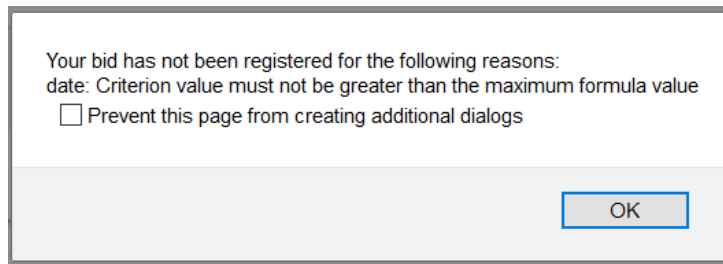 Your bid has not been registered for the following reasons:
date: Criterion value must not be greater than the maximum formula value
Prevent this page from creating additional dialogs
OK